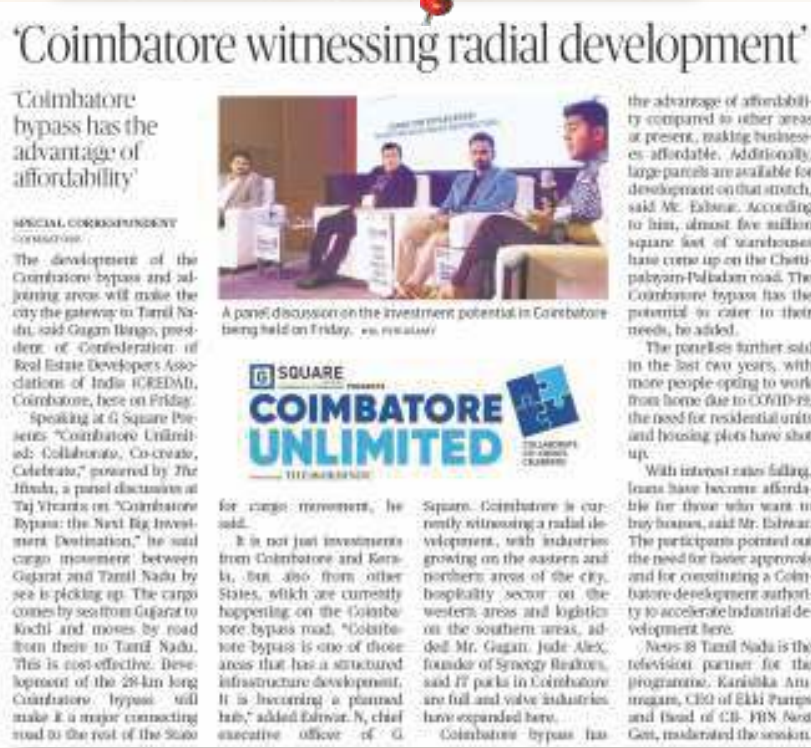 'Coimbatore witnessing radial development'
'Coimbatore
bypass has the
advantage of
affordability'
SPECIAL CORRESPONDENT
COIMBATORE
The development of the
Coimbatore bypass and ad-
joining areas will make the
city the gateway to Tamil Na-
du, said Gugan Ilango, presi-
dent of Confederation of
Real Estate Developers Asso-
ciations of India (CREDAI),
Coimbatore, here on Friday.
Speaking at G Square Pre-
sents "Coimbatore Unlimit-
ed: Collaborate, Co-create,
Celebrate," powered by The
Hindu, a panel discussion at
Taj Vivanta on "Coimbatore
Bypass: the Next Big Invest-
ment Destination," he said
cargo movement between
Gujarat and Tamil Nadu by
sea is picking up. The cargo
comes by sea from Gujarat to
Kochi and moves by road
from there to Tamil Nadu.
This is cost-effective. Deve-
lopment of the 28-km long
Coimbatore bypass will
make it a major connecting
road to the rest of the State
A panel discussion on the investment potential in Coimbatore
being held on Friday.
G SQUARE
PRESENTS
COIMBATORE
UNLIMITED
COLLABORATE
CO-CREATE
CELEBRATE
for cargo movement, he
said.
It is not just investments
from Coimbatore and Kera-
la, but also from other
States, which are currently
happening on the Coimba-
tore bypass road. "Coimba-
tore bypass is one of those
areas that has a structured
infrastructure development.
It is becoming a planned
hub," added Eshwar. N, chief
executive officer of G
Square. Coimbatore is cur-
rently witnessing a radial de-
velopment, with industries
growing on the eastern and
northern areas of the city,
hospitality sector on the
western areas and logistics
on the southern areas, ad-
ded Mr. Gugan. Jude Alex,
founder of Synergy Realtors,
said IT parks in Coimbatore
are full and valve industries
have expanded here.
Coimbatore bypass has
the advantage of affordabili-
ty compared to other areas
at present, making business-
es affordable. Additionally,
large parcels are available for
development on that stretch,
said Mr. Eshwar. According
to him, almost five million
square feet of warehouse
have come up on the Chetti-
palayam-Palladam road. The
Coimbatore bypass has the
potential to cater to their
needs, he added.
The panelists further said
in the last two years, with
more people opting to work
from home due to COVID-19,
the need for residential units
and housing plots have shot
up.
With interest rates falling,
loans have become afforda-
ble for those who want to
buy houses, said Mr. Eshwar.
The participants pointed out
the need for faster approvals
and for constituting a Coim-
batore development authori-
ty to accelerate industrial de-
velopment here.
News 18 Tamil Nadu is the
television partner for the
programme. Kanishka Aru-
mugam, CEO of Ekki Pumps
and Head of CII- FBN Next
Gen, moderated the session.